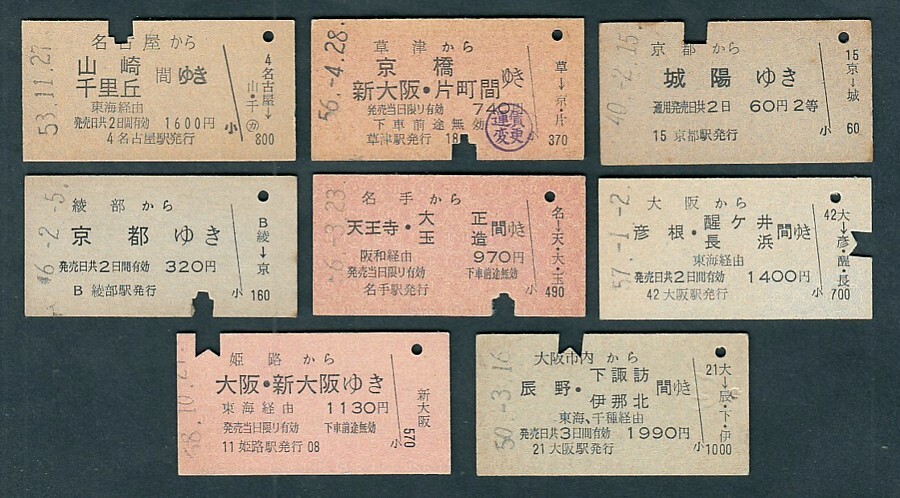 53.11.27
名古屋から
山崎
千里丘
間ゆき
東海経由
発売日共2日間有効 1600円
4名古屋駅発行
小
4名古屋→山・千
カ
800
56.-4.28
草津から
京橋
新大阪・片町間ゆき
発売当日限り有効 740円
下車前途無効
草津駅発行 18
運賃変更
草→京・片
370
40.-2.15
京都から
城陽ゆき
通用発売日共2日 60円2等
15 京都駅発行
小
15京→城
60
46.-2.-5.
綾部から
京都ゆき
発売日共2日間有効 320円
B 綾部駅発行
小
B綾→京
160
56.-3.23
名手から
天王寺・大正
玉造
間ゆき
阪和経由 970円
発売当日限り有効 下車前途無効
名手駅発行
小
名→天・大・玉
490
57.-1.-2
大阪から
彦根・醒ケ井
長浜
間ゆき
東海経由
発売日共2日間有効 1400円
42大阪駅発行
小
42大→彦・醒・長
700
姫路から
大阪・新大阪ゆき
東海経由 1130円
発売当日限り有効 下車前途無効
11姫路駅発行 08
小
新大阪
570
50.-3.16
大阪市内から
辰野・下諏訪
伊那北
間ゆき
東海、千種経由
発売日共3日間有効 1990円
21大阪駅発行
小
21大→辰・下・伊
1000